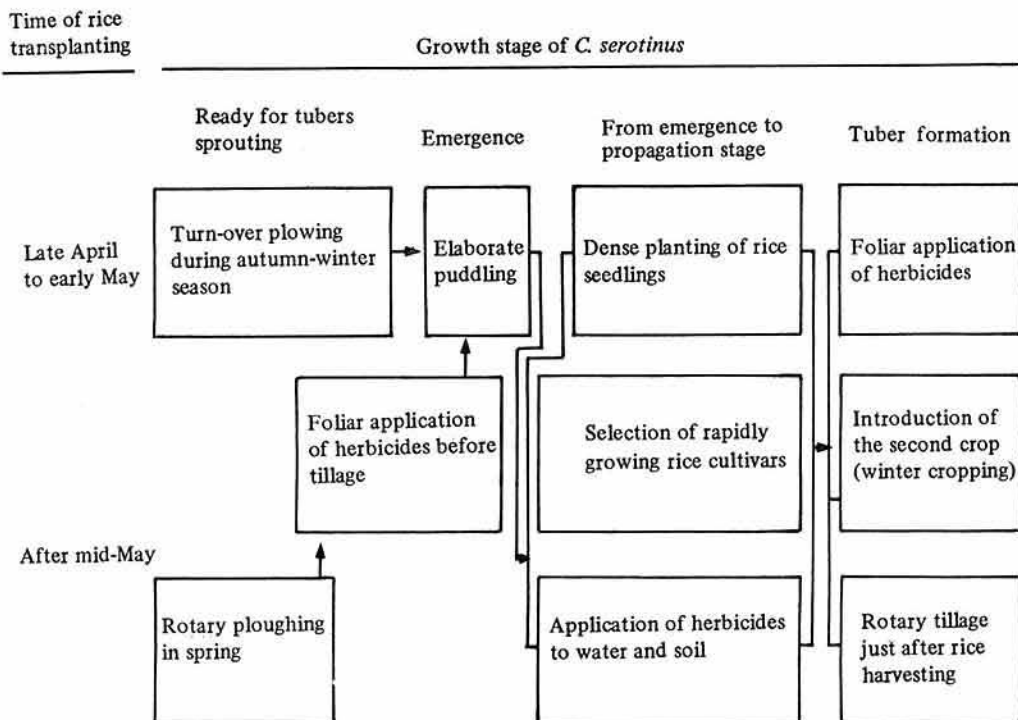 Time of rice
transplanting
Growth stage of C. serotinus
Ready for tubers
sprouting
Emergence
From emergence to
propagation stage
Tuber formation
Late April
to early May
Turn-over plowing
during autumn-winter
season
Elaborate
puddling
Dense planting of rice
seedlings
Foliar application
of herbicides
Foliar application
of herbicides before
tillage
Selection of rapidly
growing rice cultivars
Introduction of
the second crop
(winter cropping)
After mid-May
Rotary ploughing
in spring
Application of herbicides
to water and soil
Rotary tillage
just after rice
harvesting